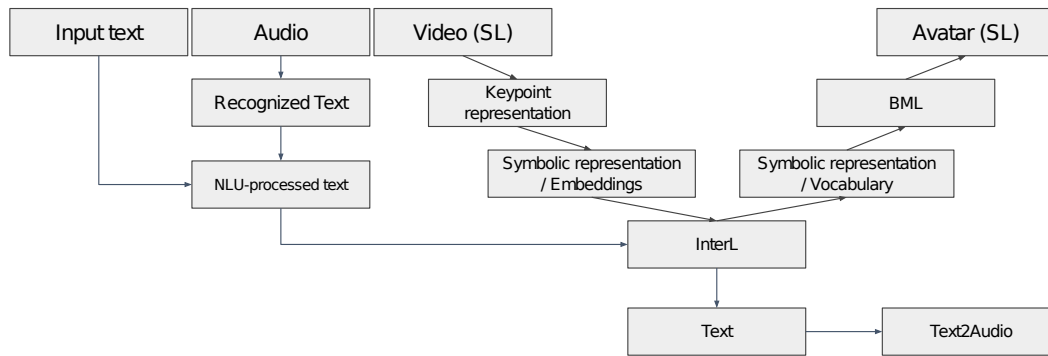 Input text
Audio
Video (SL)
Avatar (SL)
Recognized Text
Keypoint
representation
BML
NLU-processed text
Symbolic representation
/ Embeddings
Symbolic representation
/ Vocabulary
InterL
Text
Text2Audio